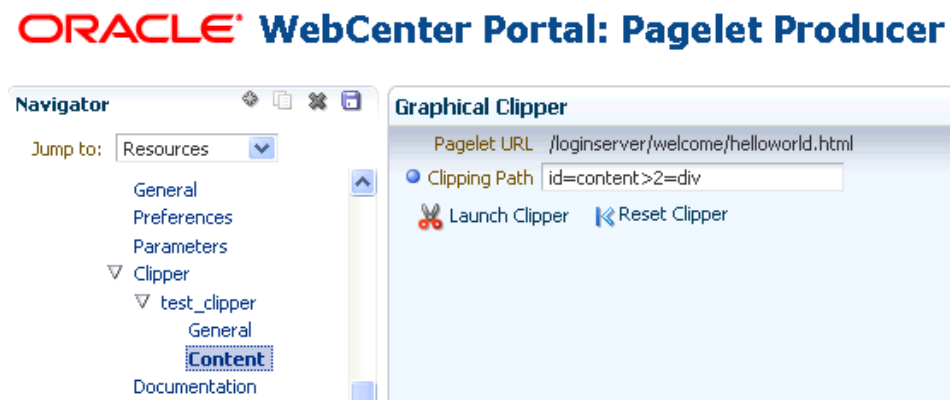 ORACLE WebCenter Portal: Pagelet Producer
Navigator
Jump to: Resources
General
Preferences
Parameters
Clipper
test_clipper
General
Content
Documentation
Graphical Clipper
Pagelet URL /loginserver/welcome/helloworld.html
Clipping Path id=content>2=div
Launch Clipper Reset Clipper